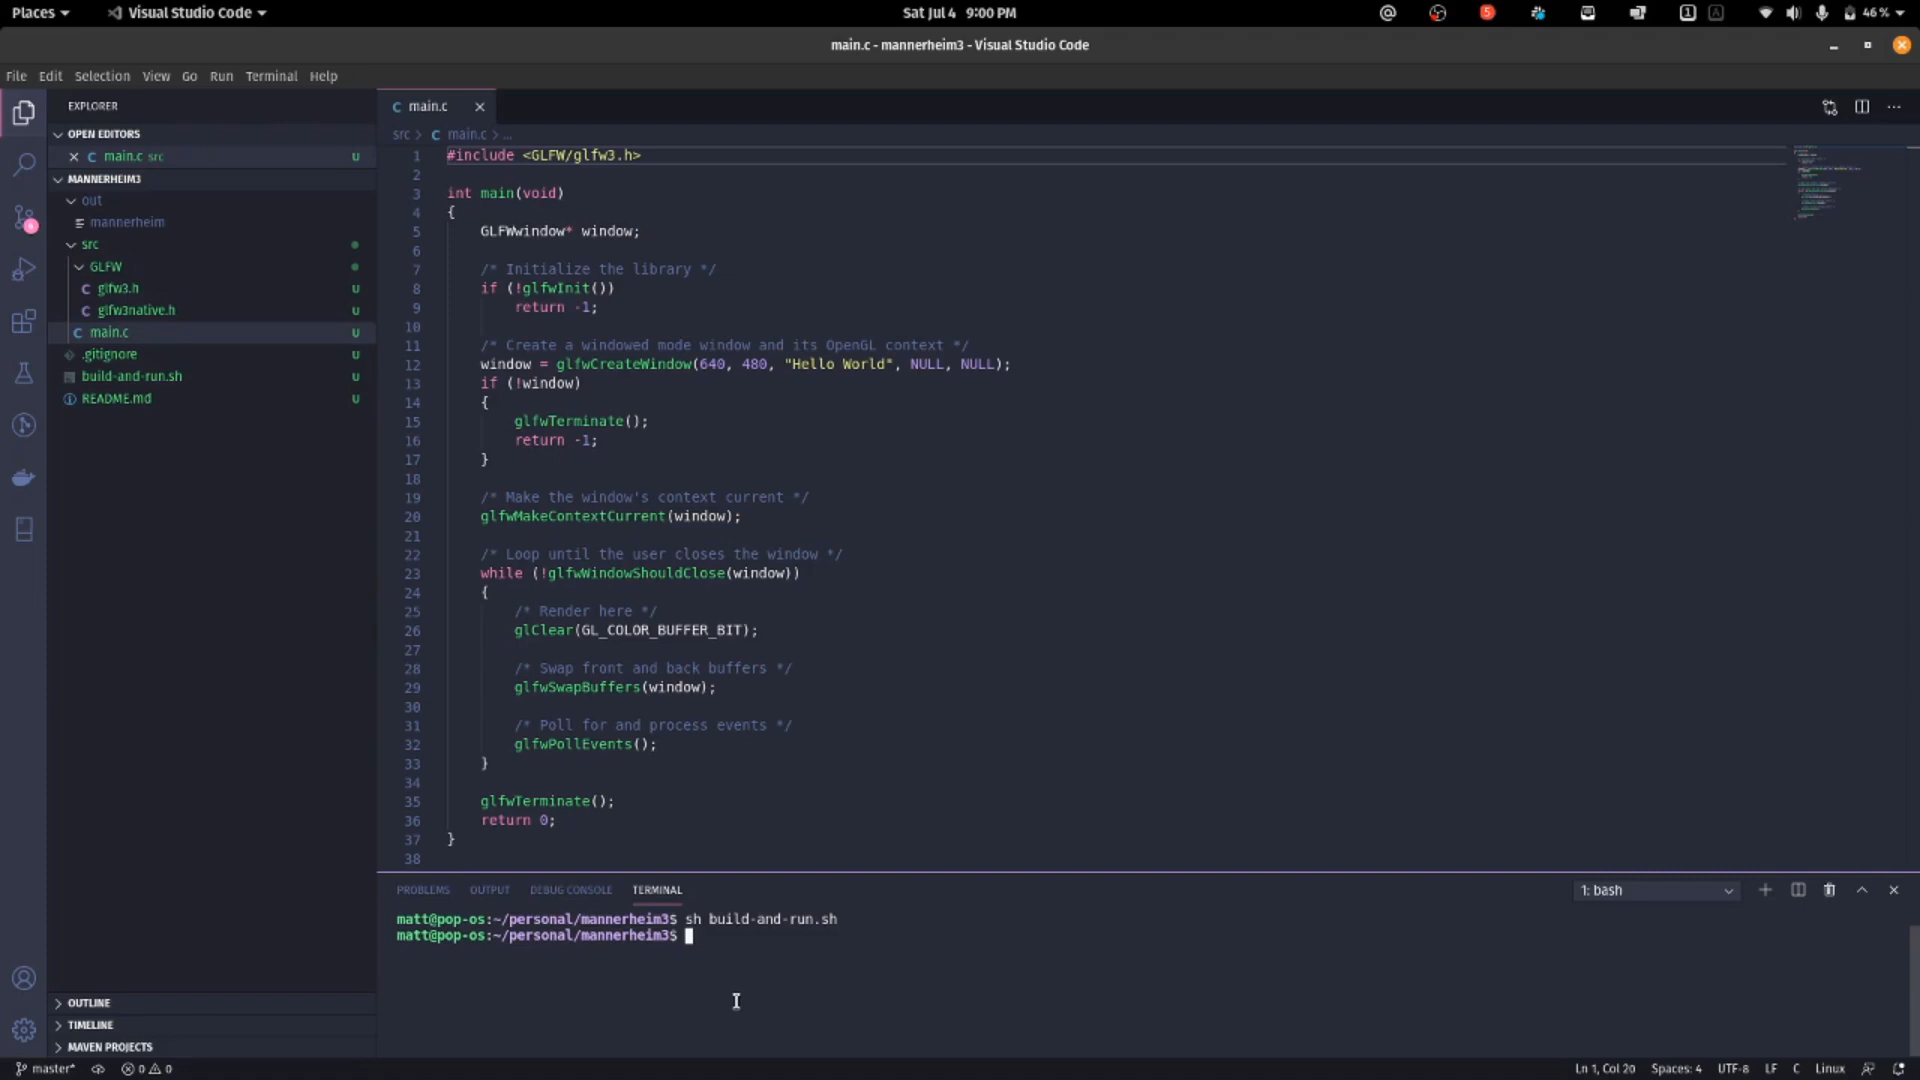 Places
Visual Studio Code
Sat Jul 4 9:00 PM
5
1
A
46 %
main.c - mannerheim3 - Visual Studio Code
File Edit Selection View Go Run Terminal Help
EXPLORER
OPEN EDITORS
main.c src U
MANNERHEIM3
out
mannerheim
src
GLFW
glfw3.h U
glfw3native.h U
main.c U
.gitignore U
build-and-run.sh U
README.md U
OUTLINE
TIMELINE
MAVEN PROJECTS
C main.c
src > C main.c > ...
1 #include <GLFW/glfw3.h>
2
3 int main(void)
4 {
5 GLFWwindow* window;
6
7 /* Initialize the library */
8 if (!glfwInit())
9 return -1;
10
11 /* Create a windowed mode window and its OpenGL context */
12 window = glfwCreateWindow(640, 480, "Hello World", NULL, NULL);
13 if (!window)
14 {
15 glfwTerminate();
16 return -1;
17 }
18
19 /* Make the window's context current */
20 glfwMakeContextCurrent(window);
21
22 /* Loop until the user closes the window */
23 while (!glfwWindowShouldClose(window))
24 {
25 /* Render here */
26 glClear(GL_COLOR_BUFFER_BIT);
27
28 /* Swap front and back buffers */
29 glfwSwapBuffers(window);
30
31 /* Poll for and process events */
32 glfwPollEvents();
33 }
34
35 glfwTerminate();
36 return 0;
37 }
38
PROBLEMS OUTPUT DEBUG CONSOLE TERMINAL
1: bash
matt@pop-os:~/personal/mannerheim3$ sh build-and-run.sh
matt@pop-os:~/personal/mannerheim3$
master* 0 0
Ln 1, Col 20 Spaces: 4 UTF-8 LF C Linux